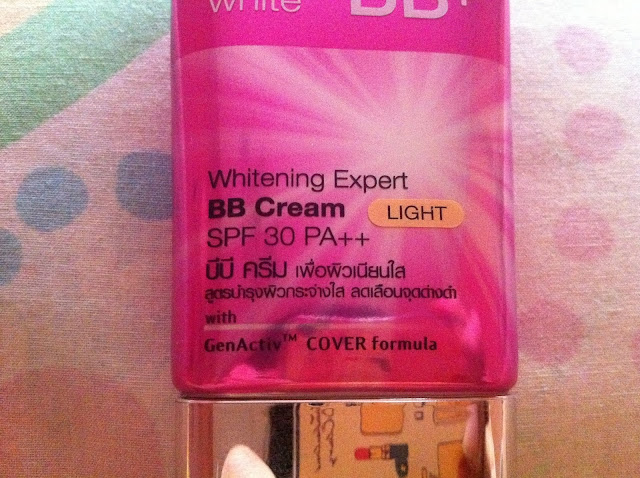 white BB+
Whitening Expert
BB Cream LIGHT
SPF 30 PA++
บีบี ครีม เพื่อผิวเนียนใส
สูตรบำรุงผิวกระจ่างใส ลดเลือนจุดด่างดำ
with
GenActiv™ COVER formula